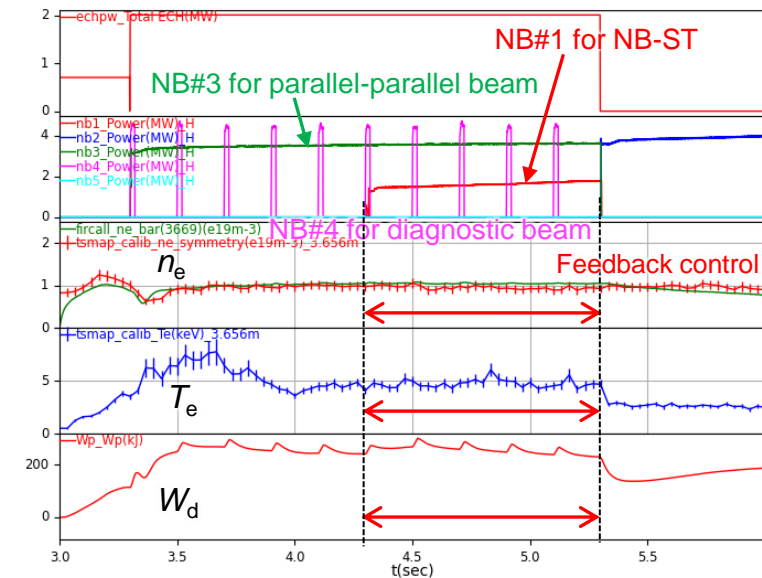 2
echpw_Total ECH(MW)
NB#1 for NB-ST
1
NB#3 for parallel-parallel beam
0
nb1_Power(MW)_H
4
nb2_Power(MW)_H
nb3_Power(MW)_H
nb4_Power(MW)_H
2
nb5_Power(MW)_H
0
fircall_ne_bar(3669)(e19m-3)
NB#4 for diagnostic beam
tsmap_calib_ne_symmetry(e19m-3)_3.656m
2
ne
Feedback control
1
0
tsmap_calib_Te(keV)_3.656m
5
Te
0
Wp_Wp(kJ)
200
Wd
0
3.0 3.5 4.0 4.5 5.0 5.5
t(sec)